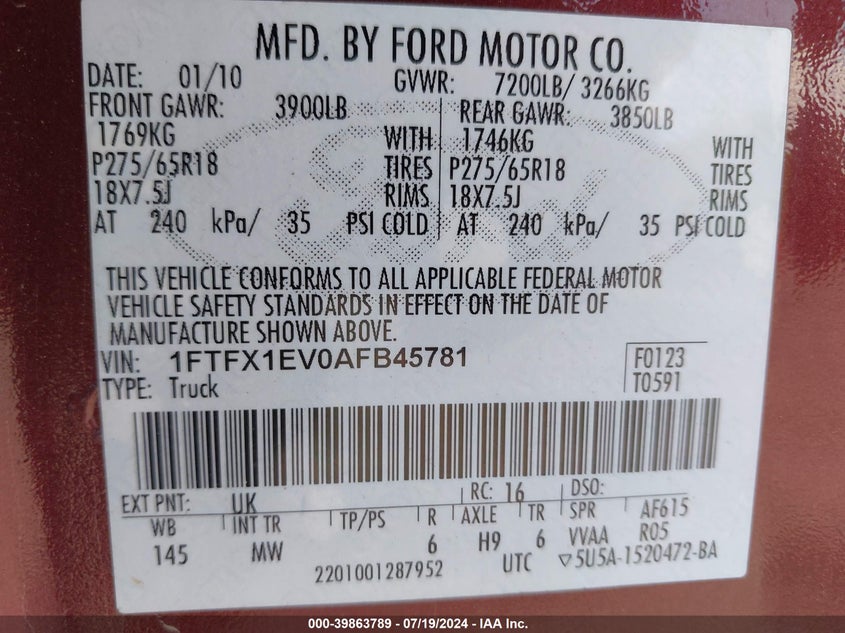 MFD. BY FORD MOTOR CO.
DATE: 01/10 GVWR: 7200LB/ 3266KG
FRONT GAWR: 3900LB REAR GAWR: 3850LB
1769KG WITH 1746KG WITH
P275/65R18 TIRES P275/65R18 TIRES
18X7.5J RIMS 18X7.5J RIMS
AT 240 kPa/ 35 PSI COLD AT 240 kPa/ 35 PSI COLD
THIS VEHICLE CONFORMS TO ALL APPLICABLE FEDERAL MOTOR
VEHICLE SAFETY STANDARDS IN EFFECT ON THE DATE OF
MANUFACTURE SHOWN ABOVE.
VIN: 1FTFX1EV0AFB45781 F0123
TYPE: Truck T0591
EXT PNT: UK RC: 16 DSO:
WB INT TR TP/PS R AXLE TR SPR AF615
145 MW 6 H9 6 VVAA R05
2201001287952 UTC ▽5U5A-1520472-BA
Ford
000-39863789 - 07/19/2024 - IAA Inc.